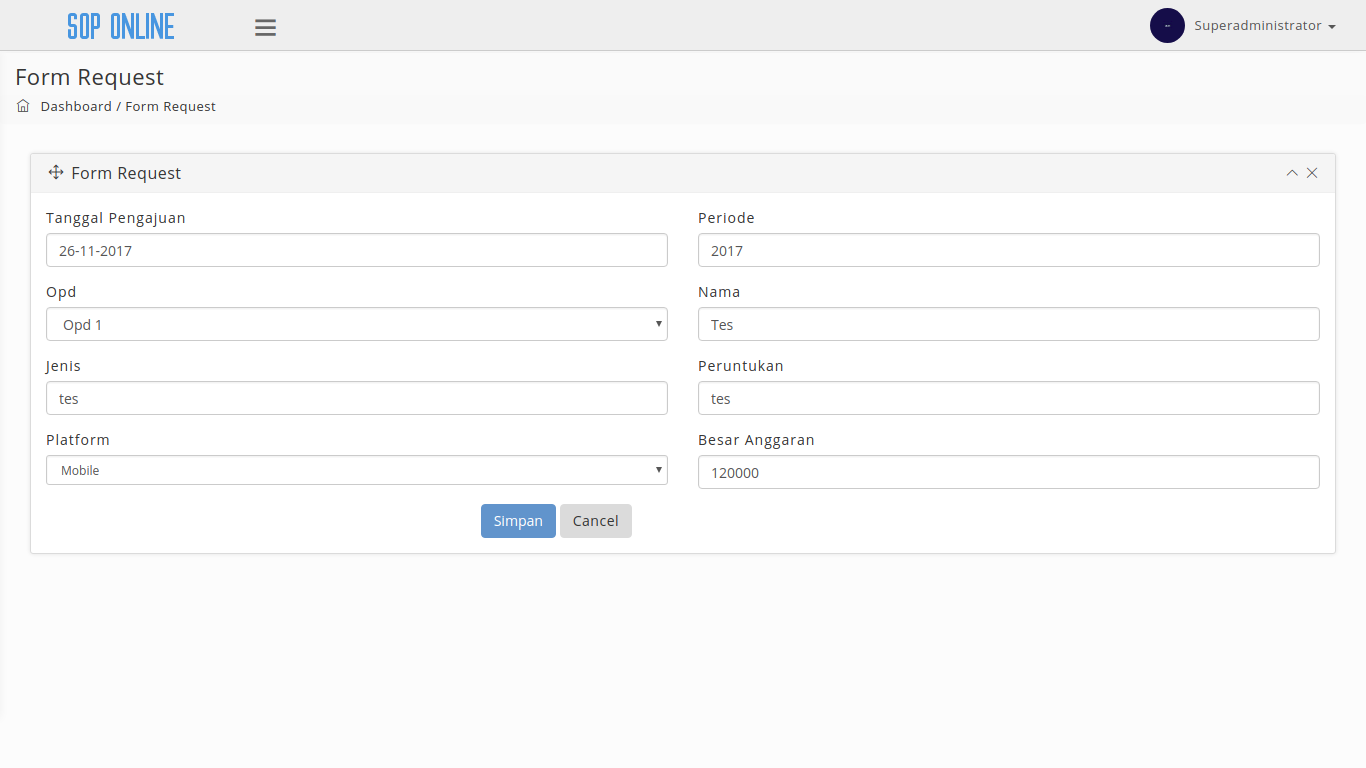 SOP ONLINE
Superadministrator
Form Request
Dashboard / Form Request
Form Request
Tanggal Pengajuan
Periode
26-11-2017
2017
Opd
Nama
Opd 1
Tes
Jenis
Peruntukan
tes
tes
Platform
Besar Anggaran
Mobile
120000
Simpan
Cancel